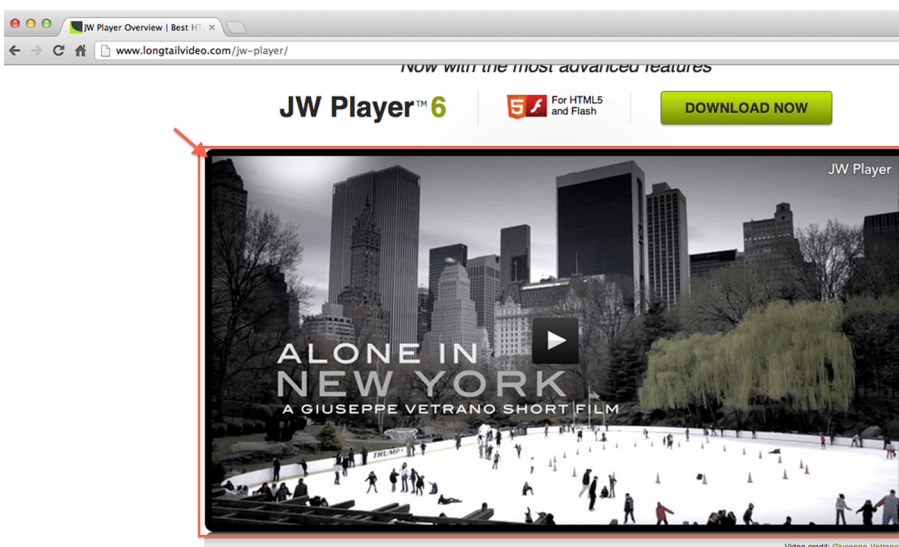 JW Player Overview | Best HT
www.longtailvideo.com/jw-player/
Now with the most advanced features
JW Player™ 6
For HTML5
and Flash
DOWNLOAD NOW
JW Player
ALONE IN
NEW YORK
A GIUSEPPE VETRANO SHORT FILM
TRUMP
Video credit: Giuseppe Vetrano